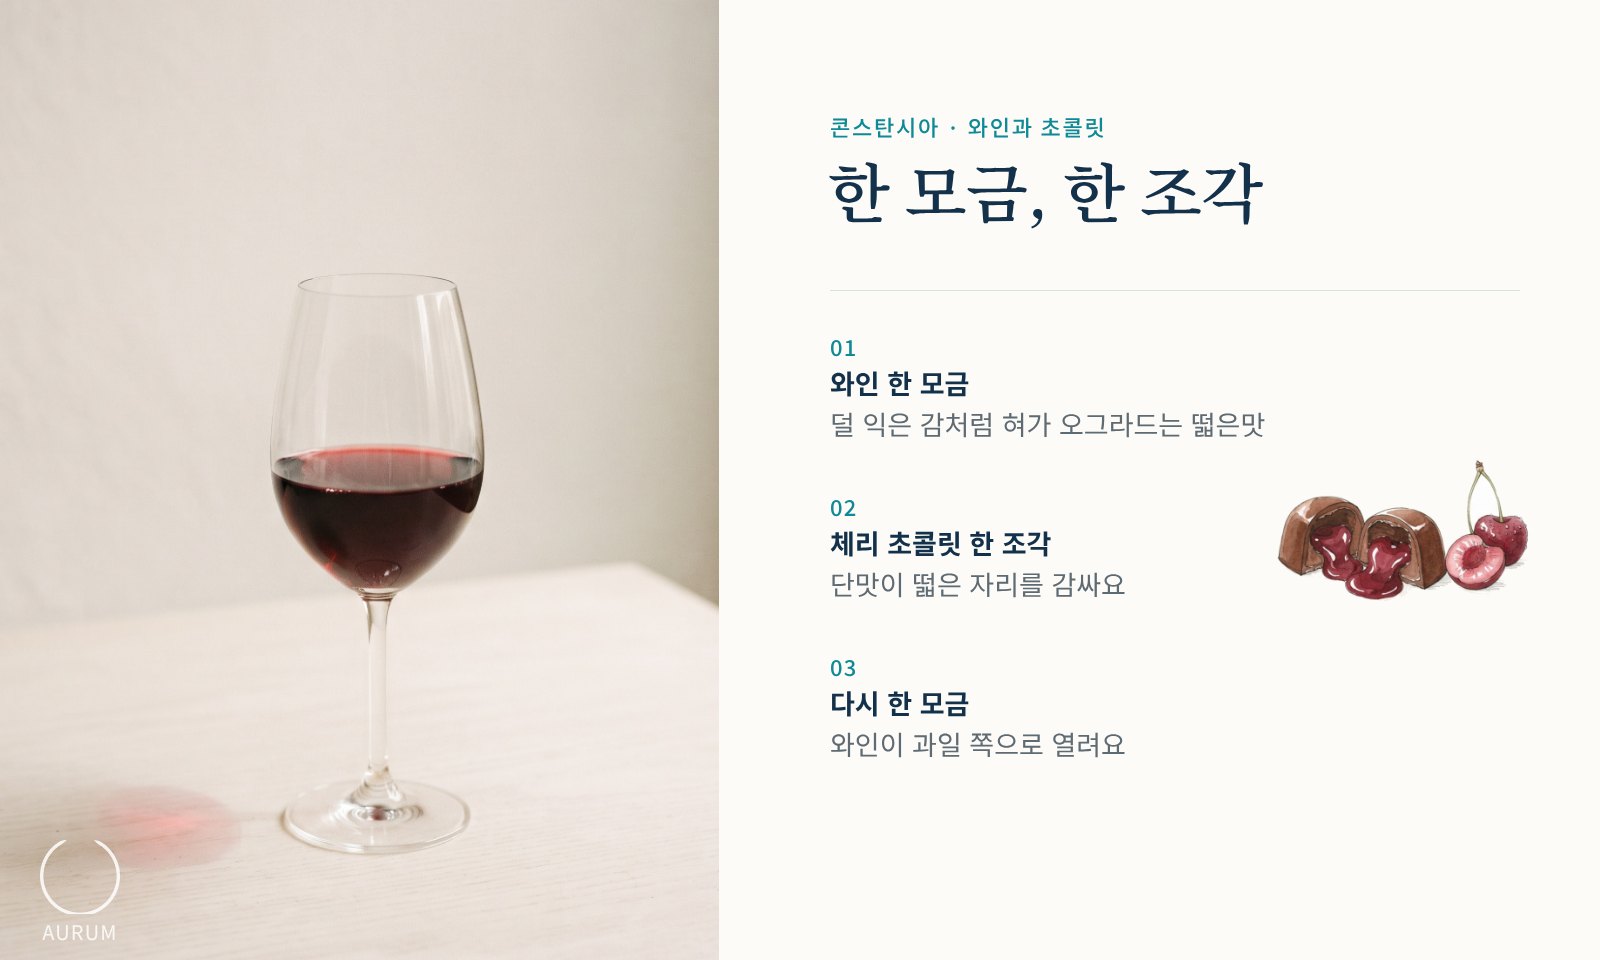 콘스탄시아 · 와인과 초콜릿
한 모금, 한 조각
01
와인 한 모금
덜 익은 감처럼 혀가 오그라드는 떫은맛
02
체리 초콜릿 한 조각
단맛이 떫은 자리를 감싸요
03
다시 한 모금
와인이 과일 쪽으로 열려요
AURUM